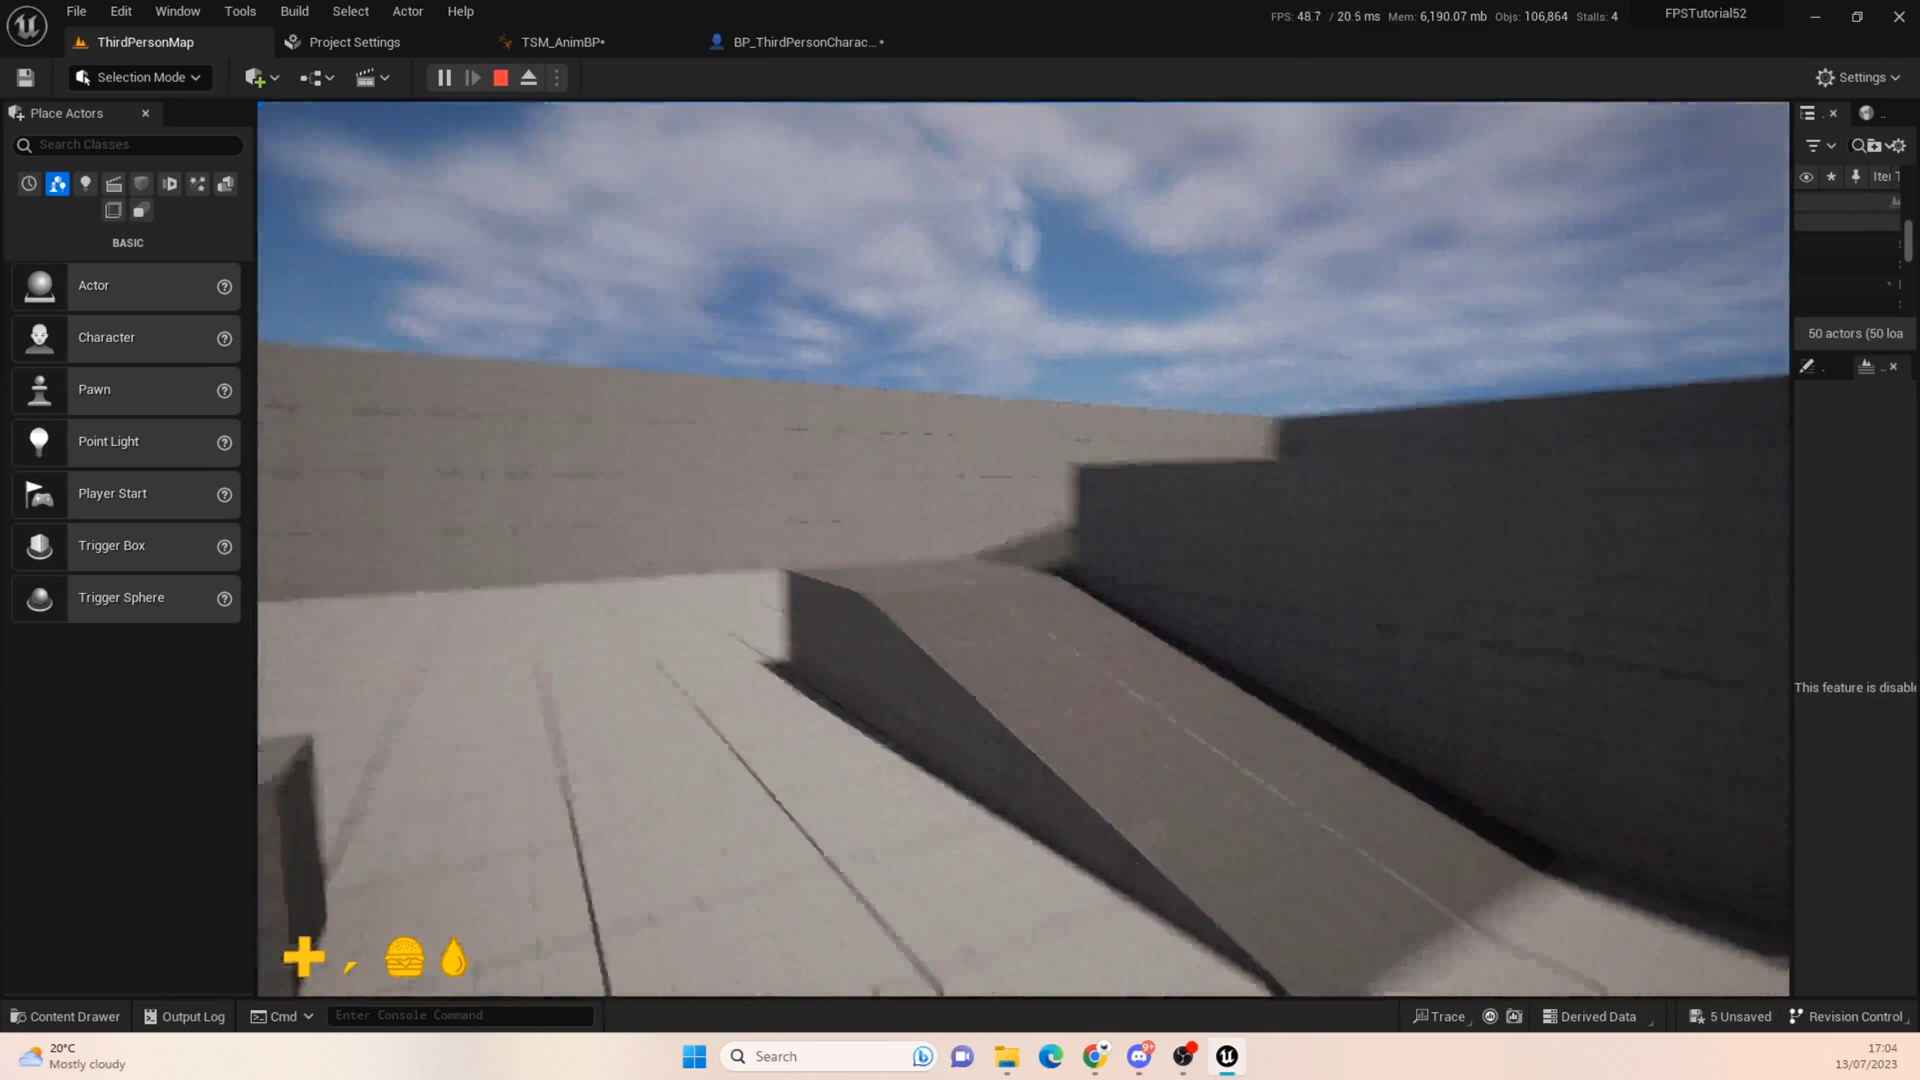 File Edit Window Tools Build Select Actor Help
FPS: 48.7 / 20.5 ms Mem: 6,190.07 mb Objs: 106,864 Stalls: 4
FPSTutorial52
ThirdPersonMap
Project Settings
TSM_AnimBP*
BP_ThirdPersonCharac... *
Selection Mode
Settings
Place Actors
Search Classes
BASIC
Actor
Character
Pawn
Point Light
Player Start
Trigger Box
Trigger Sphere
50 actors (50 loa
This feature is disabl
Content Drawer
Output Log
Cmd
Enter Console Command
Trace
Derived Data
5 Unsaved
Revision Control
20°C
Mostly cloudy
Search
9+
17:04
13/07/2023